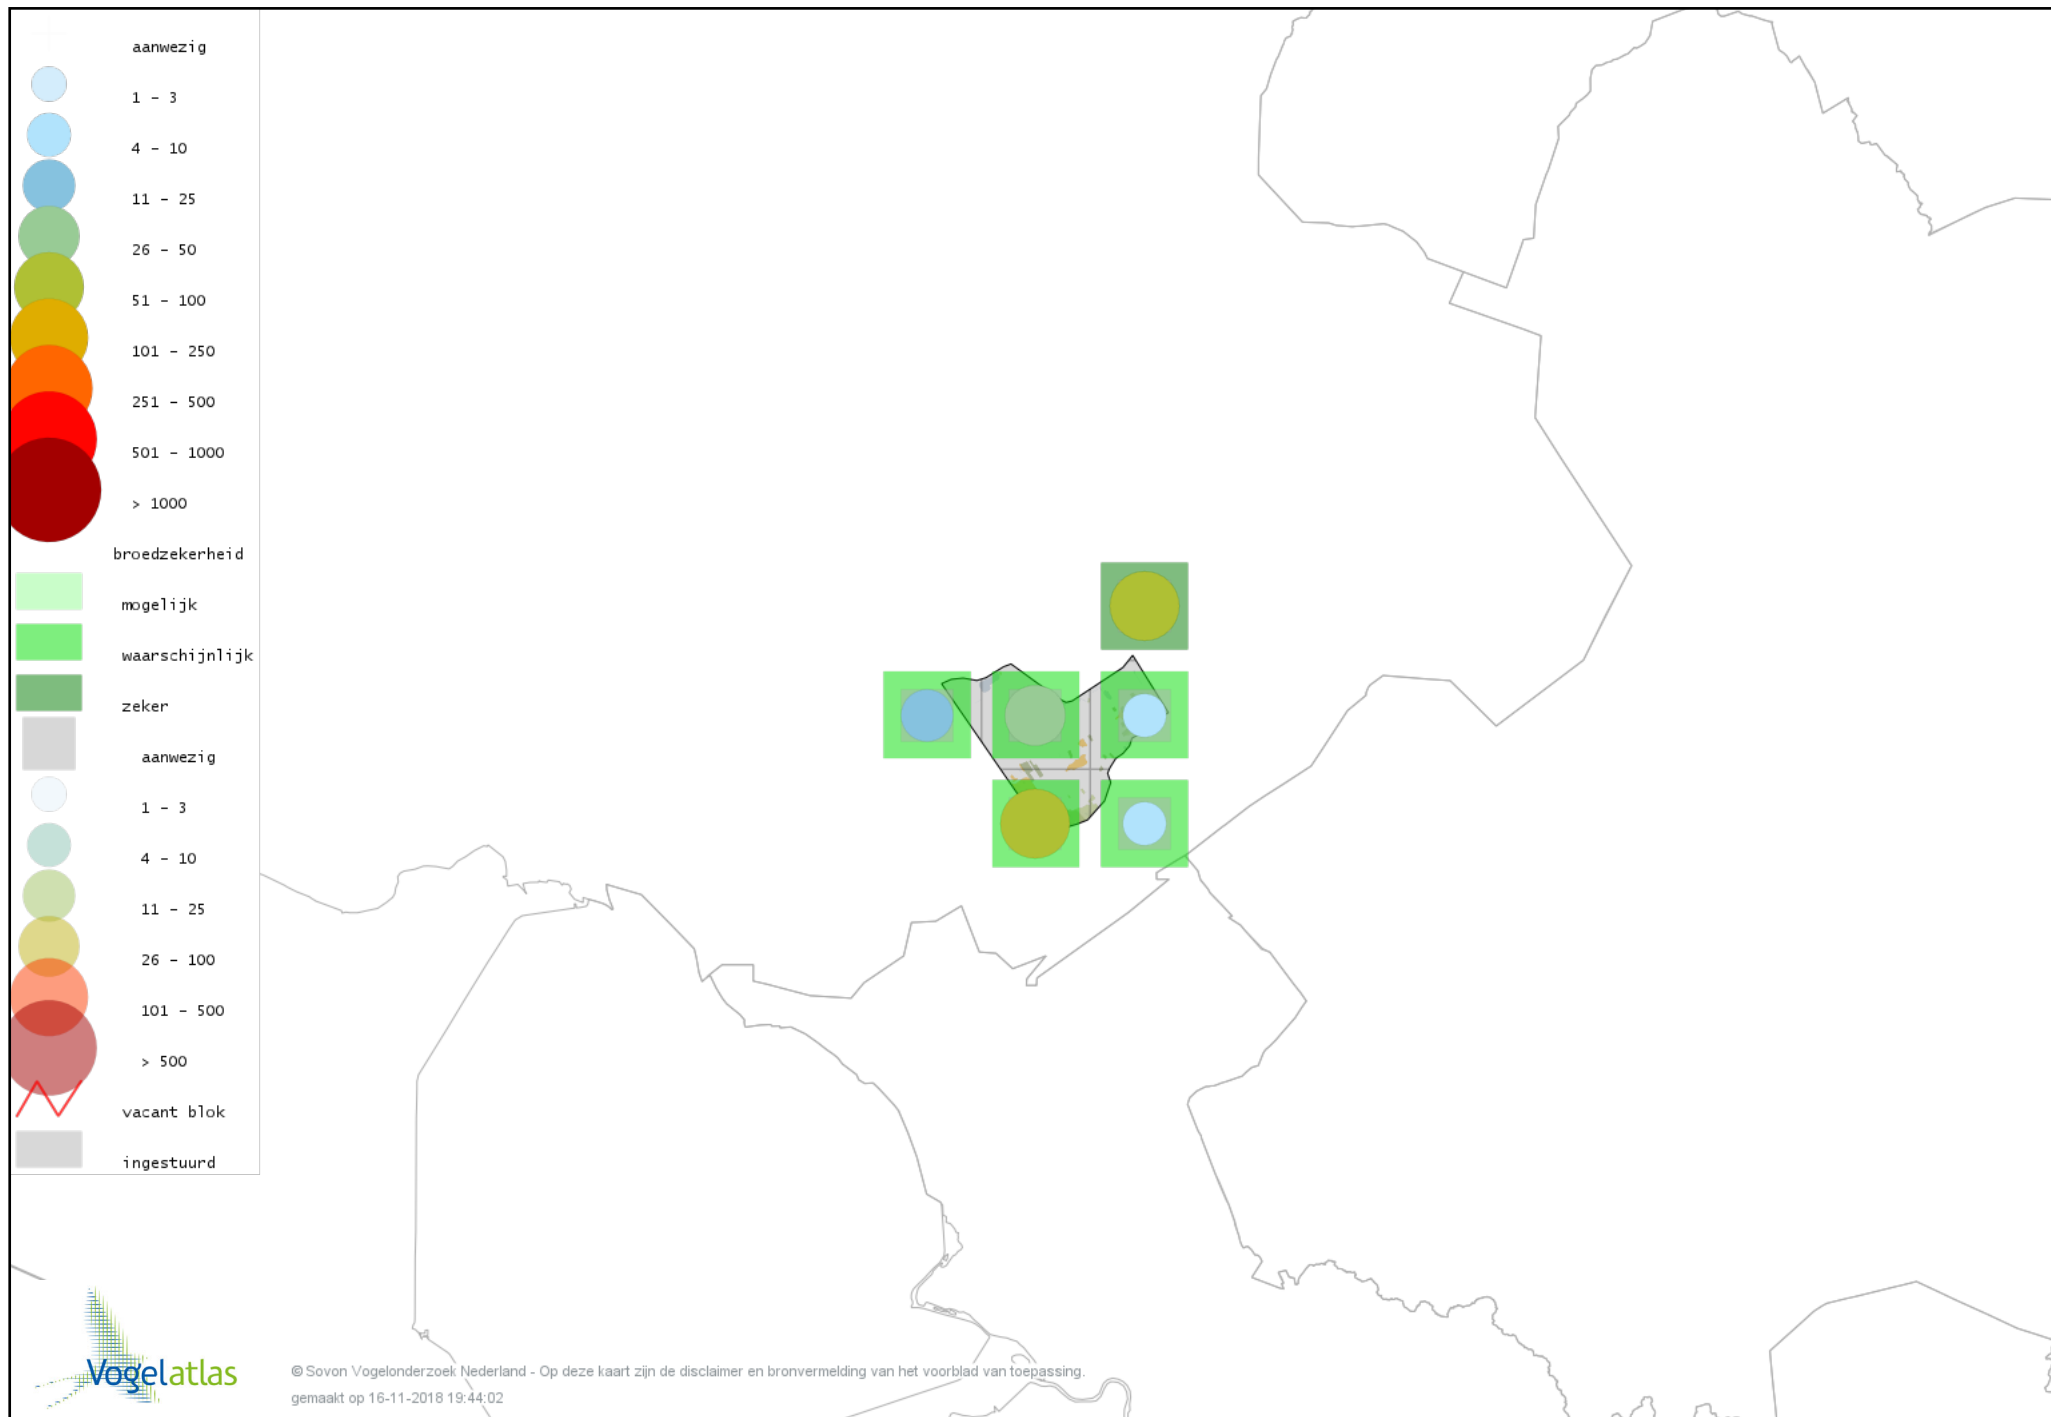 aanwezig
1 - 3
4 - 10
11 - 25
26 - 50
51 - 100
101 - 250
251 - 500
501 - 1000
> 1000
broedzekerheid
mogelijk
waarschijnlijk
zeker
aanwezig
1 - 3
4 - 10
11 - 25
26 - 100
101 - 500
> 500
vacant blok
ingestuurd
Vogelatlas
© Sovon Vogelonderzoek Nederland - Op deze kaart zijn de disclaimer en bronvermelding van het voorblad van toepassing.
gemaakt op 16-11-2018 19:44:02